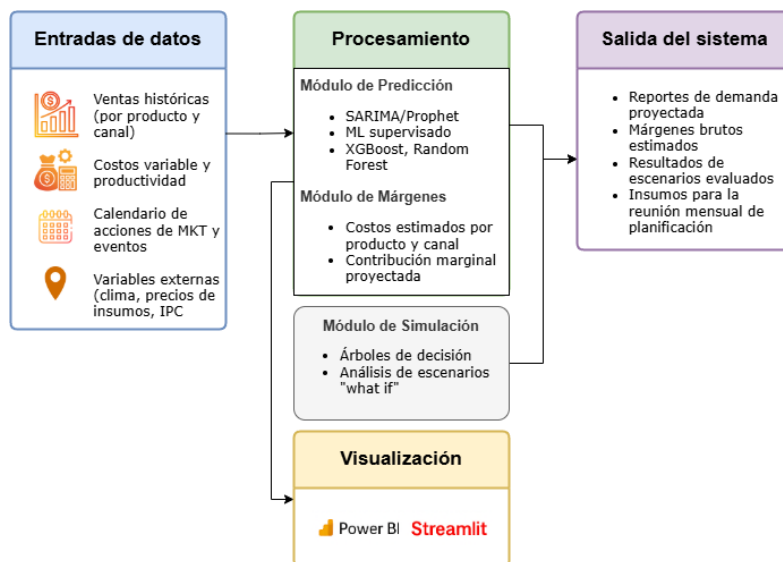 Entradas de datos
Ventas históricas
(por producto y
canal)
Costos variable y
productividad
Calendario de
acciones de MKT y
eventos
Variables externas
(clima, precios de
insumos, IPC
Procesamiento
Módulo de Predicción
• SARIMA/Prophet
• ML supervisado
• XGBoost, Random
Forest
Módulo de Márgenes
• Costos estimados por
producto y canal
• Contribución marginal
proyectada
Módulo de Simulación
• Árboles de decisión
• Análisis de escenarios
"what if"
Visualización
Power BI Streamlit
Salida del sistema
• Reportes de demanda
proyectada
• Márgenes brutos
estimados
• Resultados de
escenarios evaluados
• Insumos para la
reunión mensual de
planificación